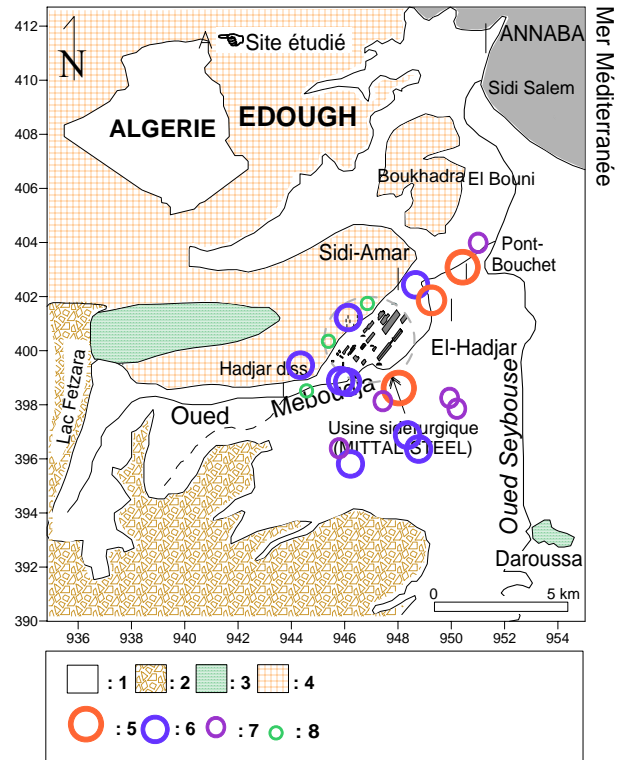 412
ANNABA
Mer Méditerranée
Site étudié
N
410
Sidi Salem
ALGERIE
EDOUGH
408
Boukhadra
El Bouni
406
404
Sidi-Amar
Pont-
Bouchet
402
400
Lac Fetzara
Hadjar diss
El-Hadjar
398
Oued
Meboudja
Usine sidérurgique
(MITTAL STEEL)
396
Oued Seybouse
394
Daroussa
392
0
5 km
390
936 938 940 942 944 946 948 950 952 954
: 1 : 2 : 3 : 4
: 5 : 6 : 7 : 8